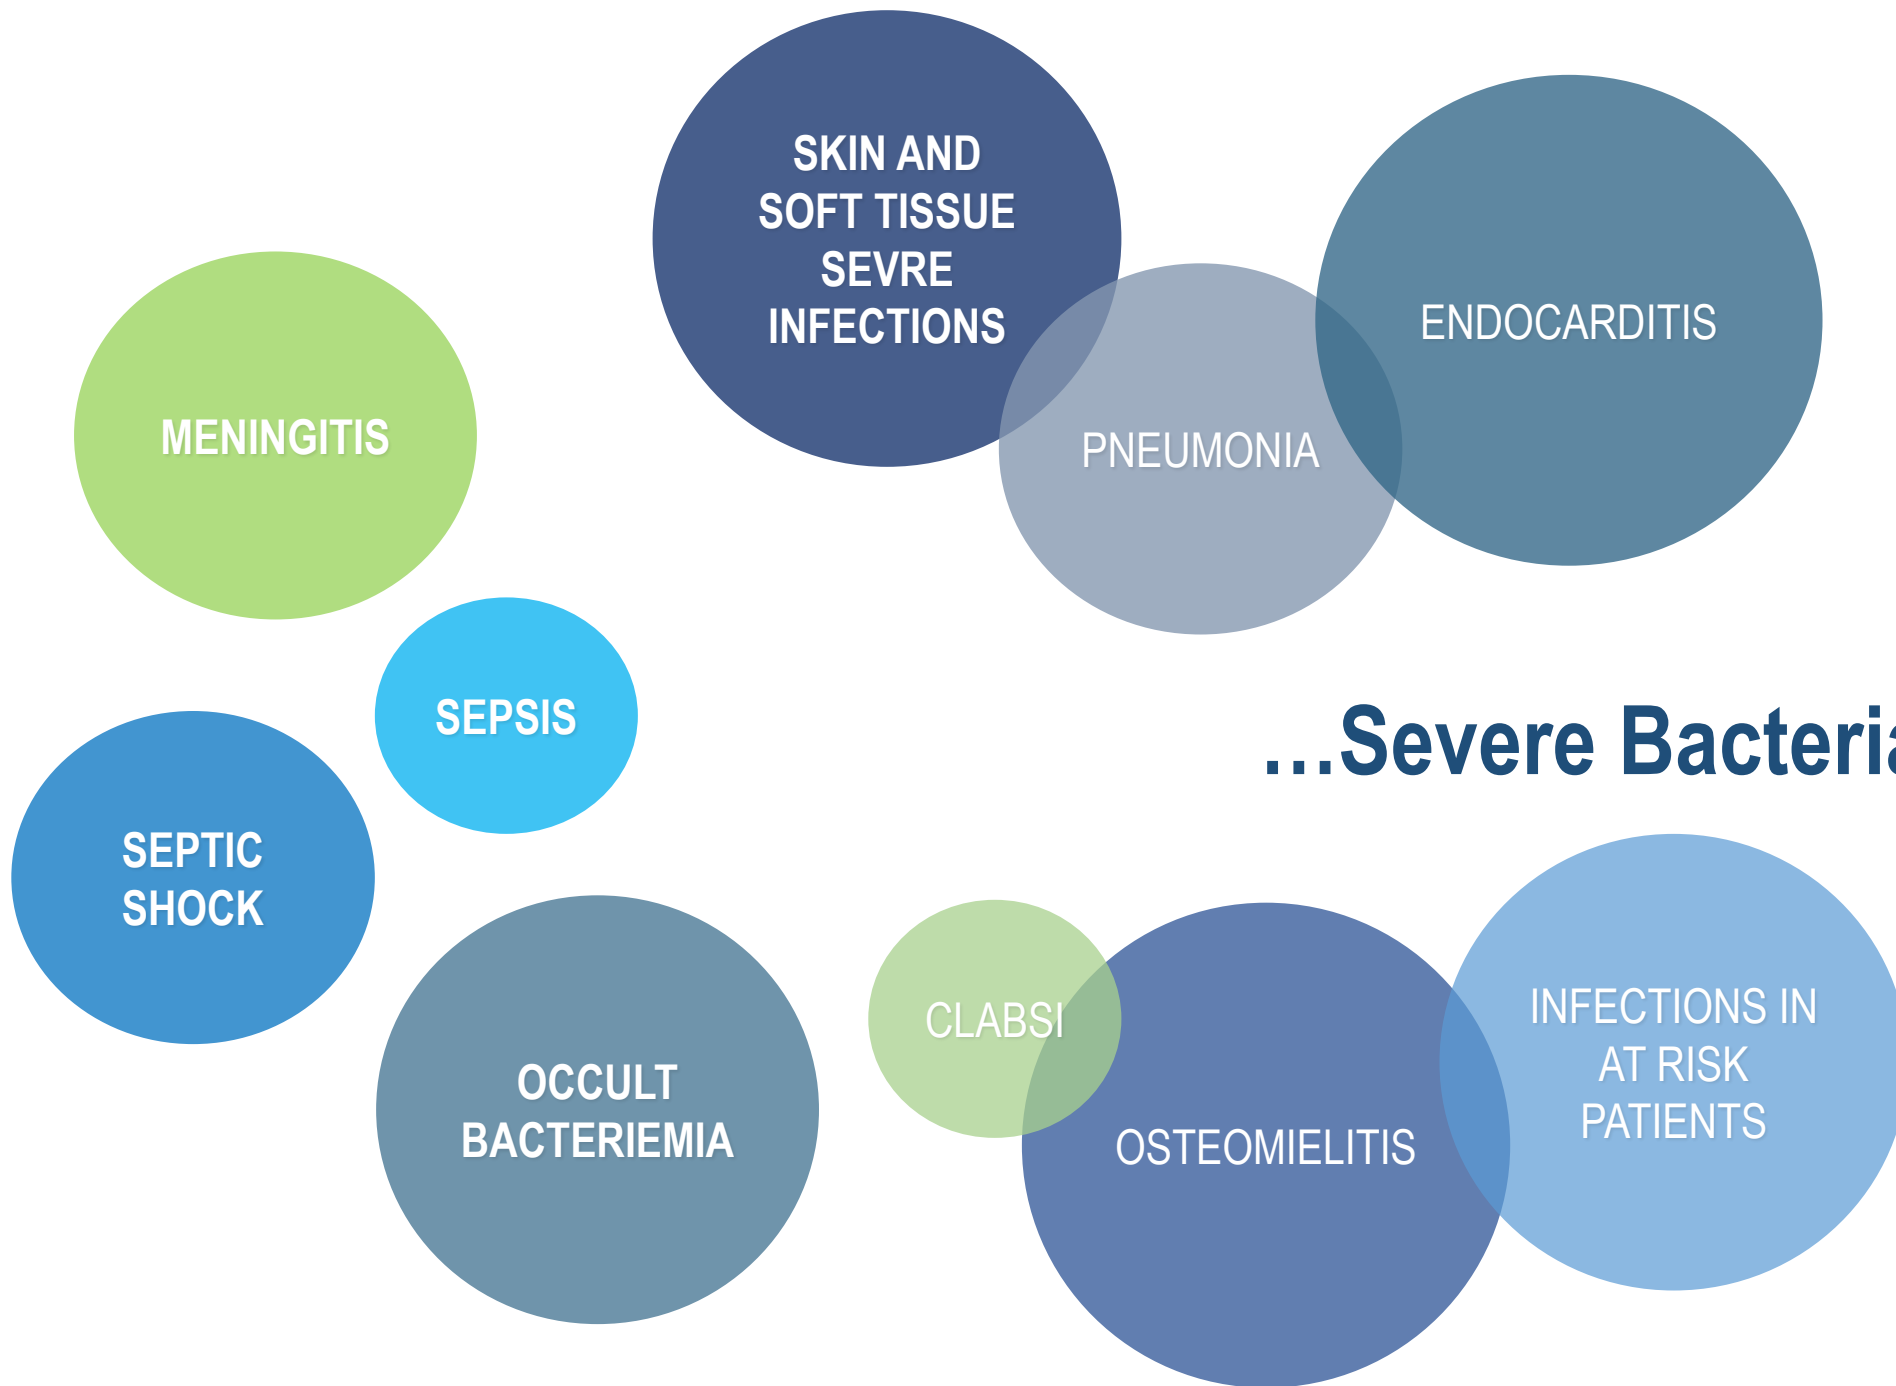 SKIN AND
SOFT TISSUE
SEVRE
INFECTIONS
ENDOCARDITIS
MENINGITIS
PNEUMONIA
SEPSIS
…Severe Bacteria
SEPTIC
SHOCK
OCCULT
BACTERIEMIA
CLABSI
OSTEOMIELITIS
INFECTIONS IN
AT RISK
PATIENTS